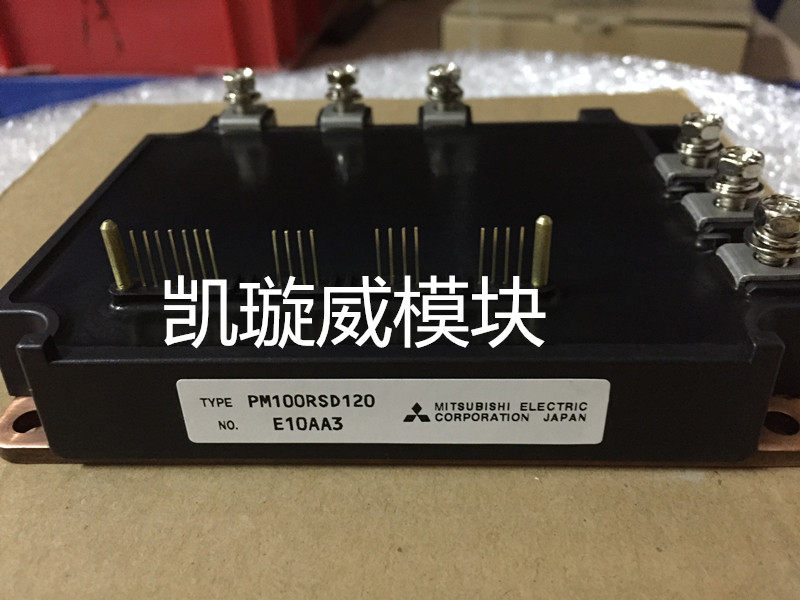 凯璇威模块
TYPE PM100RSD120
NO. E10AA3
MITSUBISHI ELECTRIC
CORPORATION JAPAN